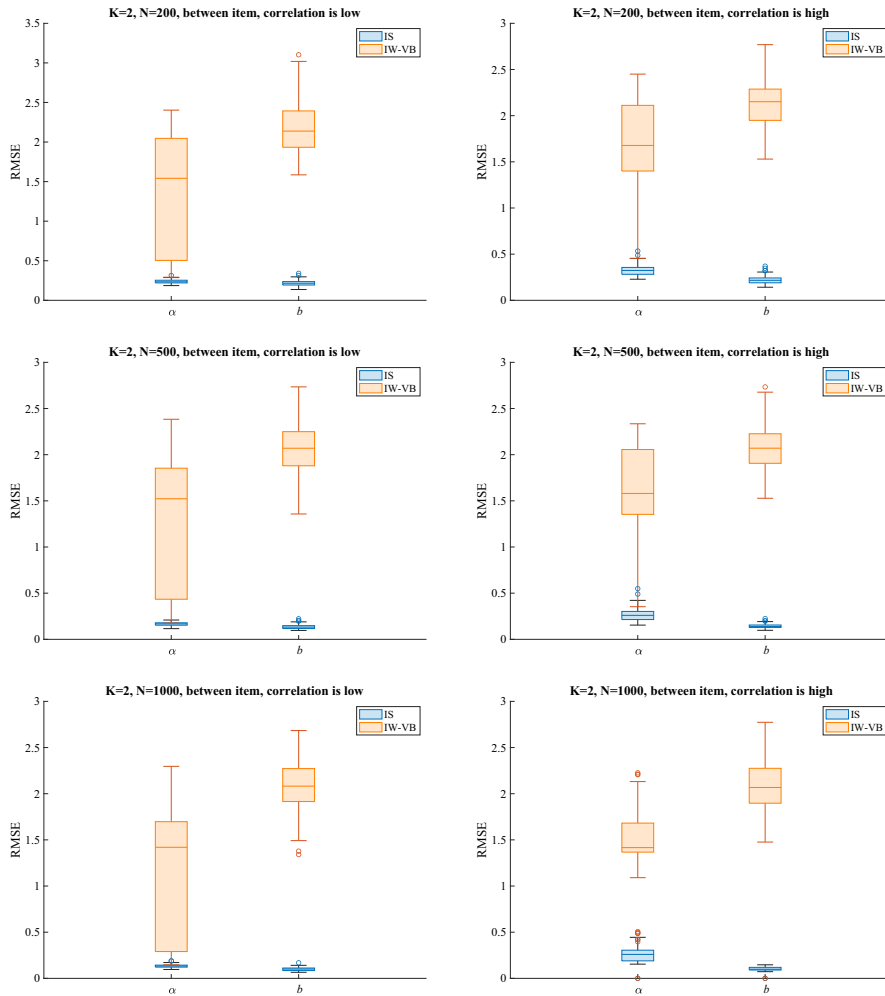 K=2, N=200, between item, correlation is low
IS
IW-VB
3.5
3
2.5
2
1.5
1
0.5
0
RMSE
α
b
K=2, N=200, between item, correlation is high
IS
IW-VB
3
2.5
2
1.5
1
0.5
0
RMSE
α
b
K=2, N=500, between item, correlation is low
IS
IW-VB
3
2.5
2
1.5
1
0.5
0
RMSE
α
b
K=2, N=500, between item, correlation is high
IS
IW-VB
3
2.5
2
1.5
1
0.5
0
RMSE
α
b
K=2, N=1000, between item, correlation is low
IS
IW-VB
3
2.5
2
1.5
1
0.5
0
RMSE
α
b
K=2, N=1000, between item, correlation is high
IS
IW-VB
3
2.5
2
1.5
1
0.5
0
RMSE
α
b